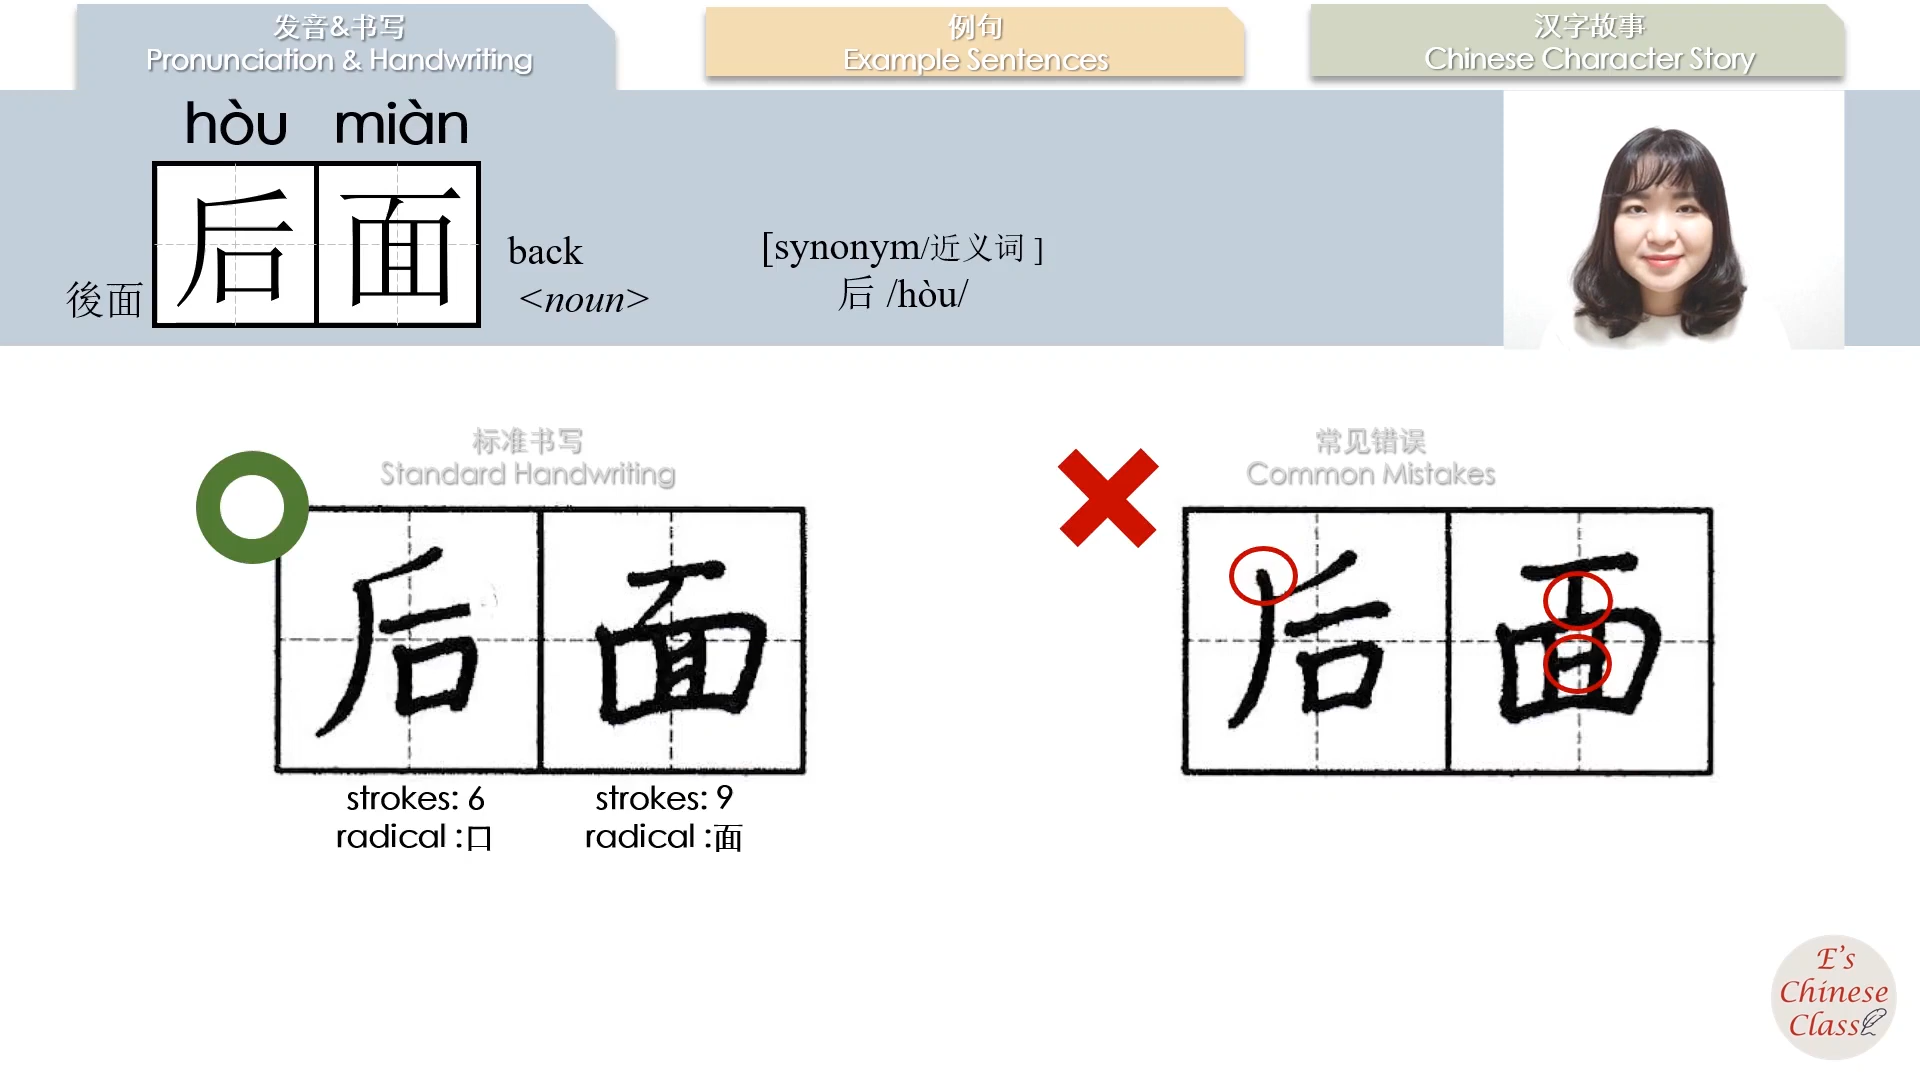 发音&书写
Pronunciation & Handwriting
例句
Example Sentences
汉字故事
Chinese Character Story
hòu miàn
后面
後面
back
<noun>
[synonym/近义词 ]
后 /hòu/
标准书写
Standard Handwriting
后面
strokes: 6
radical :口
strokes: 9
radical :面
常见错误
Common Mistakes
后面
E's
Chinese
Class